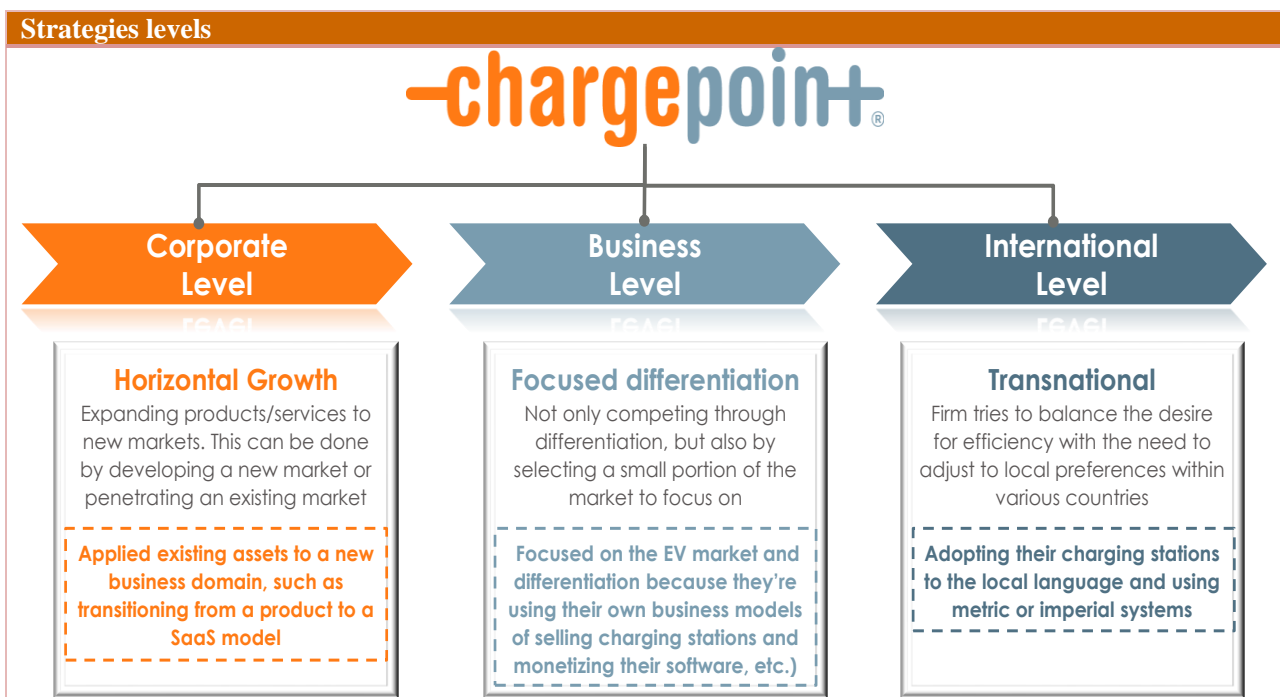 Strategies levels
chargepoint®
Corporate
Level
Business
Level
International
Level
Horizontal Growth
Expanding products/services to
new markets. This can be done
by developing a new market or
penetrating an existing market
Applied existing assets to a new
business domain, such as
transitioning from a product to a
SaaS model
Focused differentiation
Not only competing through
differentiation, but also by
selecting a small portion of the
market to focus on
Focused on the EV market and
differentiation because they're
using their own business models
of selling charging stations and
monetizing their software, etc.)
Transnational
Firm tries to balance the desire
for efficiency with the need to
adjust to local preferences within
various countries
Adopting their charging stations
to the local language and using
metric or imperial systems